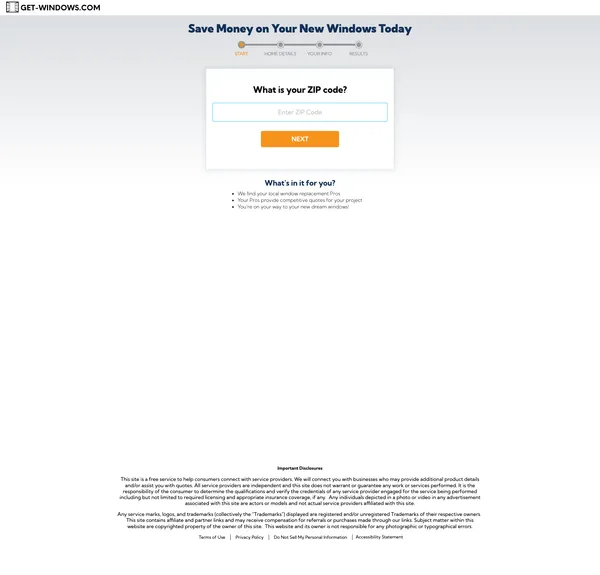 GET-WINDOWS.COM
Save Money on Your New Windows Today
START HOME DETAILS YOUR INFO RESULTS
What is your ZIP code?
Enter ZIP Code
NEXT
What's in it for you?
We find your local window replacement Pros
Your Pros provide competitive quotes for your project
You're on your way to your new dream windows!
Important Disclosures
This site is a free service to help consumers connect with service providers. We will connect you with businesses who may provide additional product details
and/or assist you with quotes. All service providers are independent and this site does not warrant or guarantee any work or services performed. It is the
responsibility of the consumer to determine the qualifications and verify the credentials of any service provider engaged for the service being performed
including but not limited to required licensing and appropriate insurance coverage, if any. Any individuals depicted in a photo or video in any advertisement
associated with this site are actors or models and not actual service providers affiliated with this site.
Any service marks, logos, and trademarks (collectively the "Trademarks") displayed are registered and/or unregistered Trademarks of their respective owners.
This site contains affiliate and partner links and may receive compensation for referrals or purchases made through our links. Subject matter within this
website are copyrighted property of the owner of this site. This website and its owner is not responsible for any photographic or typographical errors.
Terms of Use | Privacy Policy | Do Not Sell My Personal Information | Accessibility Statement